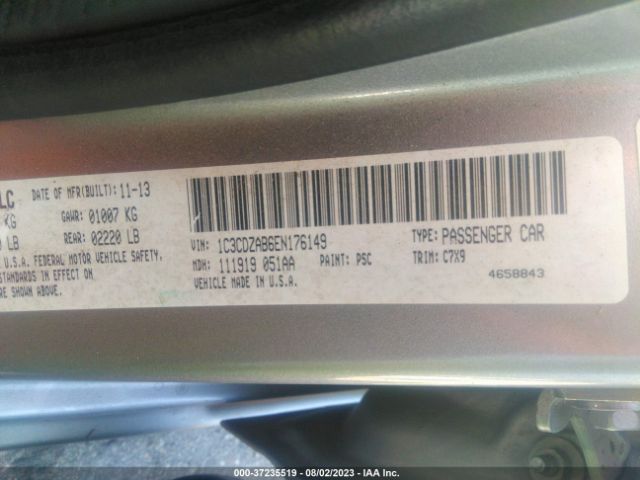 LC DATE OF MFR(BUILT): 11-13
KG GAWR: 01007 KG
LB REAR: 02220 LB
U.S.A. FEDERAL MOTOR VEHICLE SAFETY.
STANDARDS IN EFFECT ON
RE SHOWN ABOVE.
VIN: 1C3CDZAB6EN176149 TYPE: PASSENGER CAR
MDH: 111919 051AA PAINT: PSC TRIM: C7X9
VEHICLE MADE IN U.S.A. 4658843
000-37235519 - 08/02/2023 - IAA Inc.